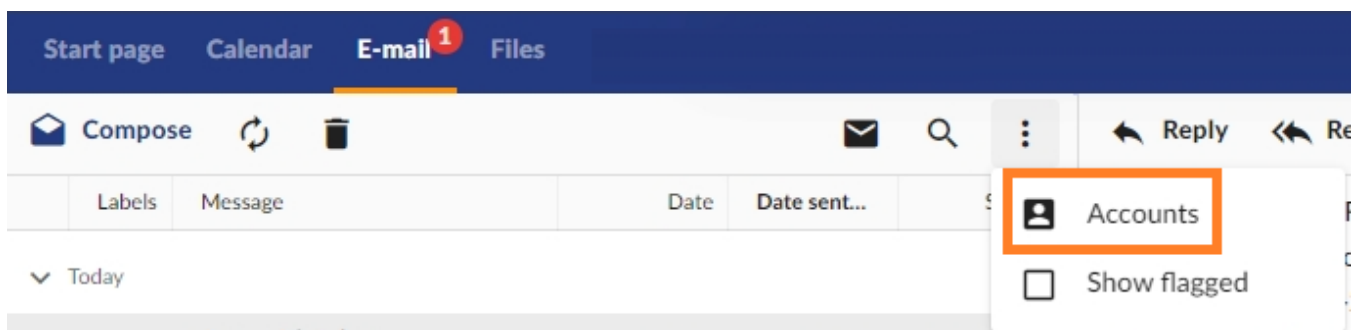 Start page Calendar E-mail 1 Files
Compose Reply
Labels Message Date Date sent...
Accounts
Today
Show flagged